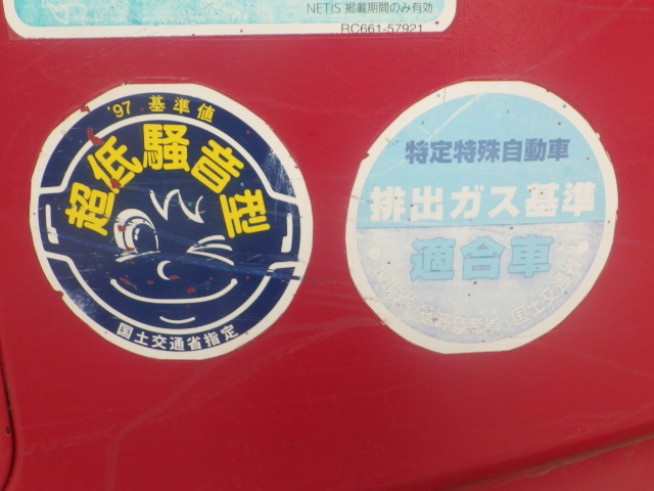 NETIS 掲載期間のみ有効
RC661-57921
'97 基準値
超低騒音型
国土交通省指定
特定特殊自動車
排出ガス基準
適合車